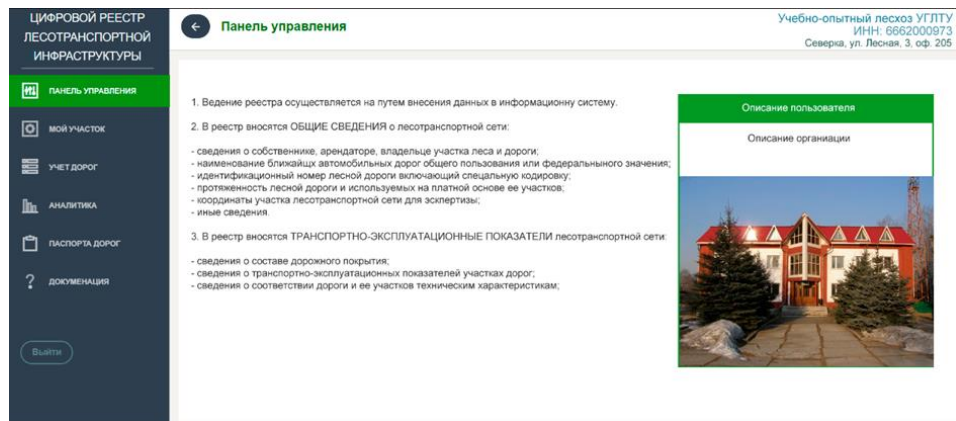 ЦИФРОВОЙ РЕЕСТР
ЛЕСОТРАНСПОРТНОЙ
ИНФРАСТРУКТУРЫ
ПАНЕЛЬ УПРАВЛЕНИЯ
МОЙ УЧАСТОК
УЧЕТ ДОРОГ
АНАЛИТИКА
ПАСПОРТА ДОРОГ
ДОКУМЕНАЦИЯ
Выйти
Панель управления
Учебно-опытный лесхоз УГЛТУ
ИНН: 6662000973
Северка, ул. Лесная, 3, оф. 205
1. Ведение реестра осуществляется на путем внесения данных в информационну систему.
2. В реестр вносятся ОБЩИЕ СВЕДЕНИЯ о лесотранспортной сети:
- сведения о собственнике, арендаторе, владельце участка леса и дороги;
- наименование ближайщх автомобильных дорог общего пользования или федеральныного значения;
- идентификационный номер лесной дороги включающий спецальную кодировку;
- протяженность лесной дороги и используемых на платной основе ее участков;
- координаты участка лесотранспортной сети для эскпертизы;
- иные сведения.
3. В реестр вносятся ТРАНСПОРТНО-ЭКСПЛУАТАЦИОННЫЕ ПОКАЗАТЕЛИ лесотранспортной сети:
- сведения о составе дорожного покрытия;
- сведения о транспортно-эксплуатационных показателей участках дорог;
- сведения о соответствии дороги и ее участков техническим характеристикам;
Описание пользователя
Описание органиации